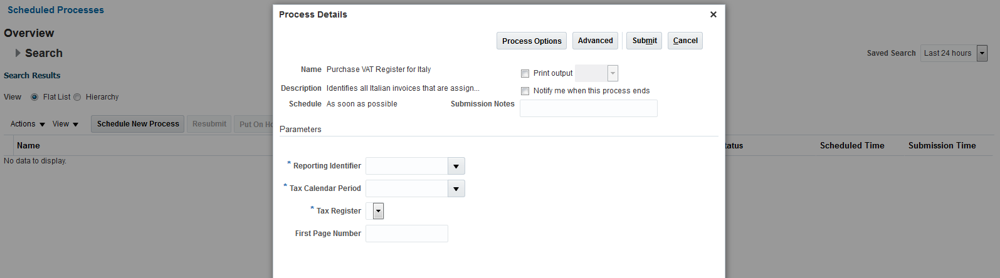 Scheduled Processes
Overview
Search
Saved Search Last 24 hours
Search Results
View Flat List Hierarchy
Actions View Schedule New Process Resubmit Put On Ho
Name tatus Scheduled Time Submission Time
No data to display.
Process Details
Process Options Advanced Submit Cancel
Name Purchase VAT Register for Italy
Print output
Description Identifies all Italian invoices that are assign...
Notify me when this process ends
Schedule As soon as possible Submission Notes
Parameters
* Reporting Identifier
* Tax Calendar Period
* Tax Register
First Page Number